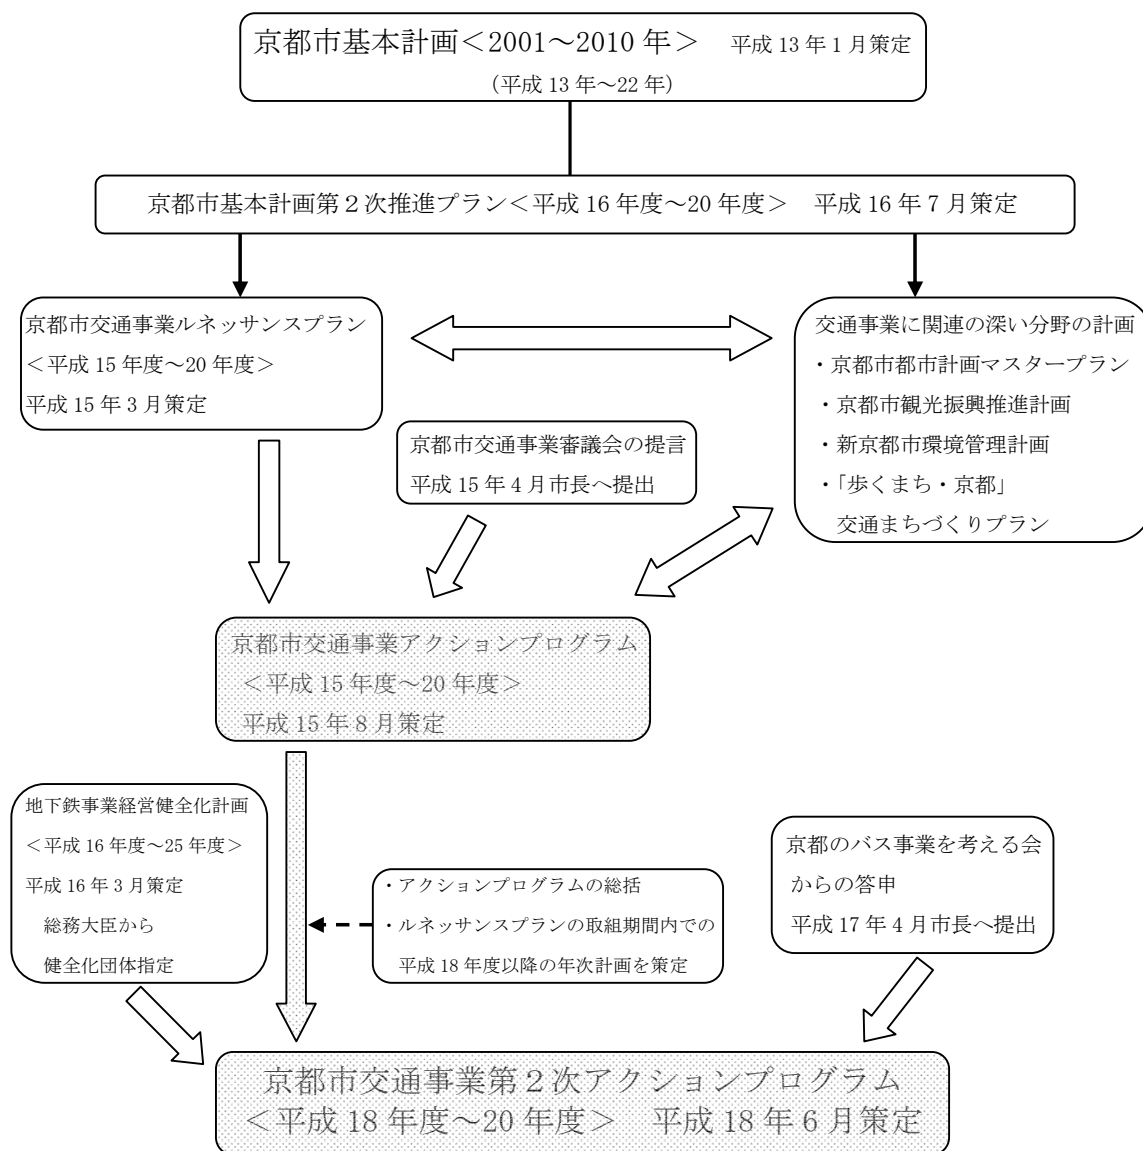 京都市基本計画＜2001～2010 年＞　平成 13 年 1 月策定
(平成 13 年～22 年)
京都市基本計画第２次推進プラン＜平成 16 年度～20 年度＞　平成 16 年 7 月策定
京都市交通事業ルネッサンスプラン
＜平成 15 年度～20 年度＞
平成 15 年 3 月策定
交通事業に関連の深い分野の計画
・京都市都市計画マスタープラン
・京都市観光振興推進計画
・新京都市環境管理計画
・「歩くまち・京都」
交通まちづくりプラン
京都市交通事業審議会の提言
平成 15 年 4 月市長へ提出
京都市交通事業アクションプログラム
＜平成 15 年度～20 年度＞
平成 15 年 8 月策定
地下鉄事業経営健全化計画
＜平成 16 年度～25 年度＞
平成 16 年 3 月策定
総務大臣から
健全化団体指定
・アクションプログラムの総括
・ルネッサンスプランの取組期間内での
平成 18 年度以降の年次計画を策定
京都のバス事業を考える会
からの答申
平成 17 年 4 月市長へ提出
京都市交通事業第２次アクションプログラム
＜平成 18 年度～20 年度＞　平成 18 年 6 月策定